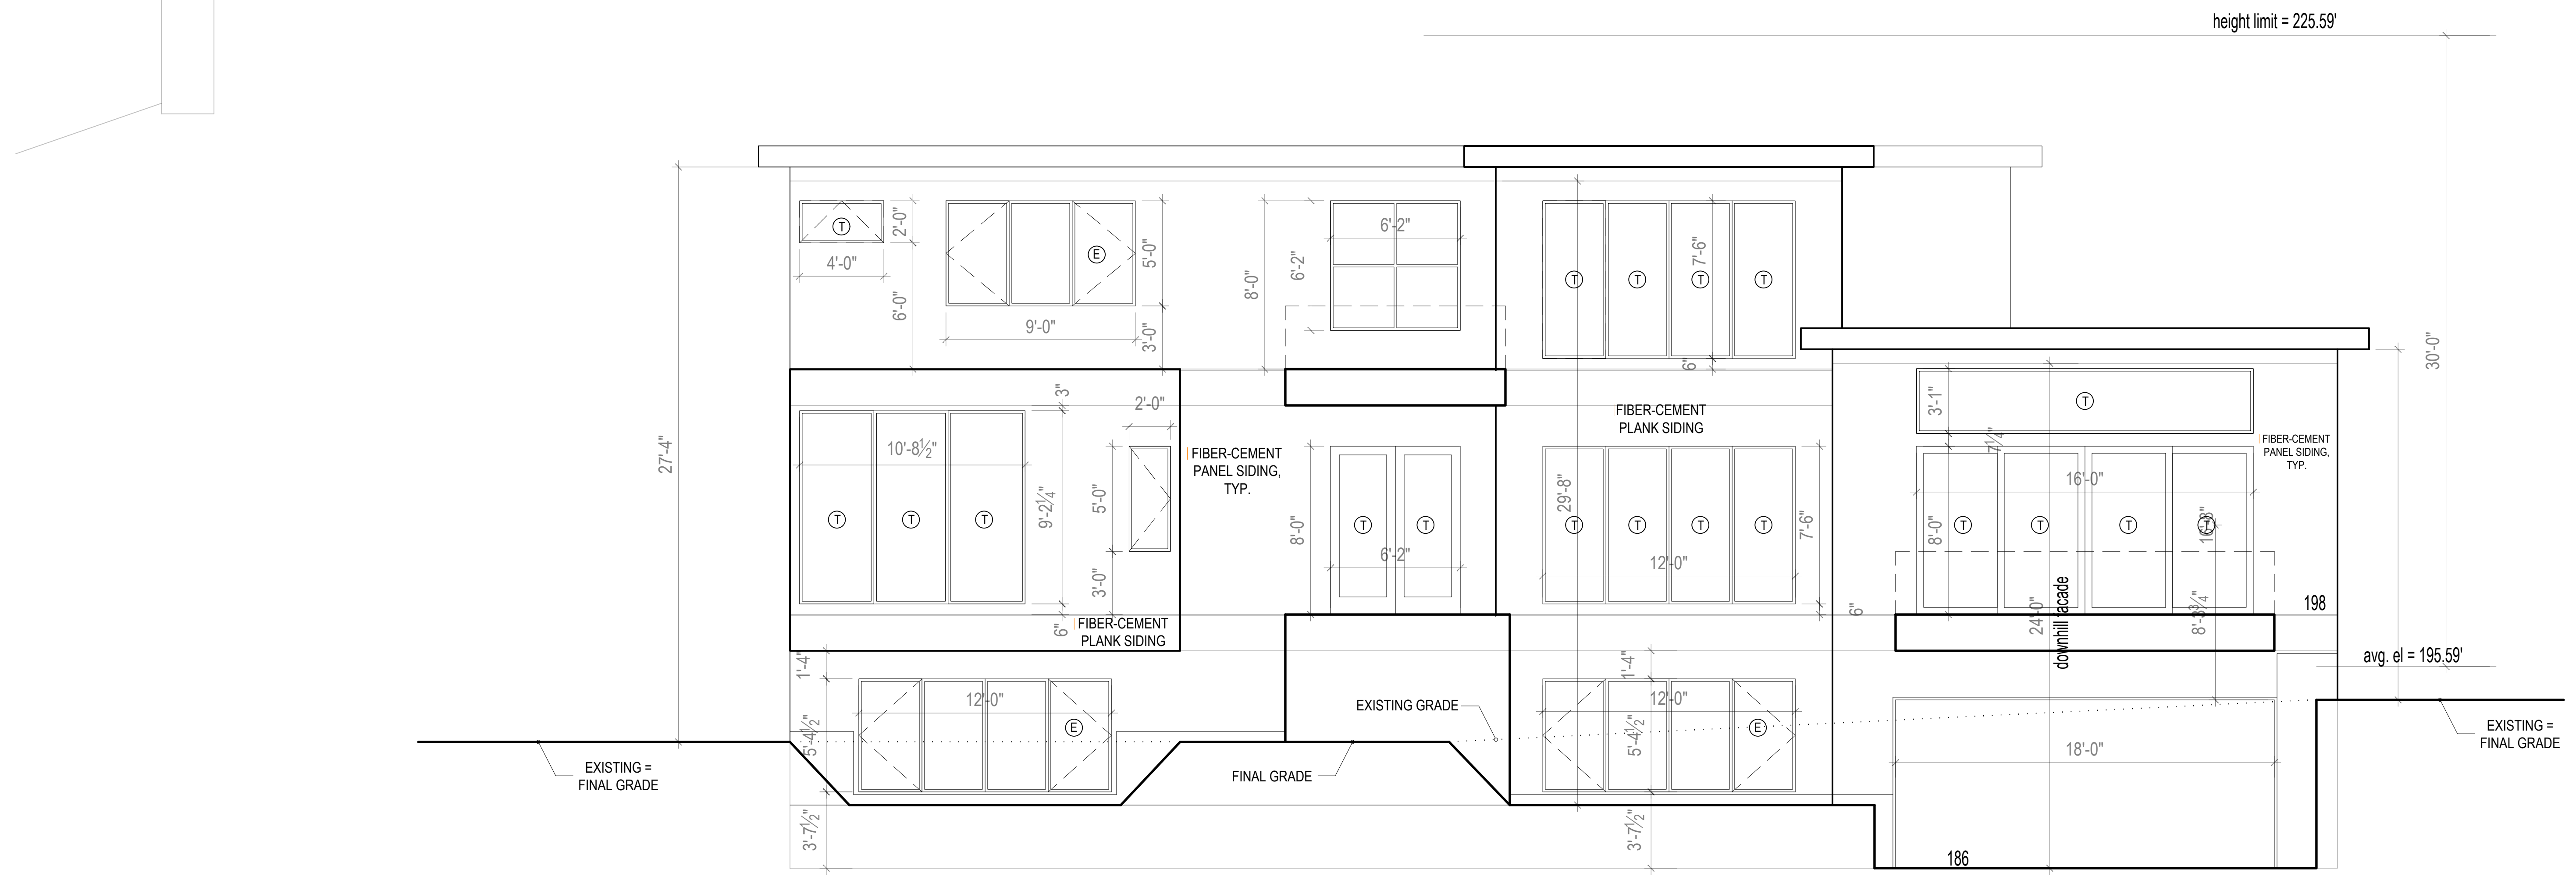 height limit = 225.59'
30'-0"
27'-4"
T
2'-0"
4'-0"
6'-0"
E
5'-0"
9'-0"
3'-0"
8'-0"
6'-2"
6'-2"
T
T
T
T
7'-6"
6"
3"
2'-0"
10'-8½"
9'-2¼"
T
T
T
5'-0"
3'-0"
6"
FIBER-CEMENT
PLANK SIDING
FIBER-CEMENT
PANEL SIDING,
TYP.
8'-0"
T
T
6'-2"
FIBER-CEMENT
PLANK SIDING
29'-8"
T
T
T
T
12'-0"
7'-6"
6"
3'-1"
T
7¼"
FIBER-CEMENT
PANEL SIDING,
TYP.
16'-0"
8'-0"
T
T
T
T
24'-0"
downhill facade
8'-3¾"
198
avg. el = 195.59'
1'-4"
12'-0"
5'-4½"
E
3'-7½"
EXISTING GRADE
FINAL GRADE
1'-4"
12'-0"
5'-4½"
E
3'-7½"
18'-0"
186
EXISTING =
FINAL GRADE
EXISTING =
FINAL GRADE